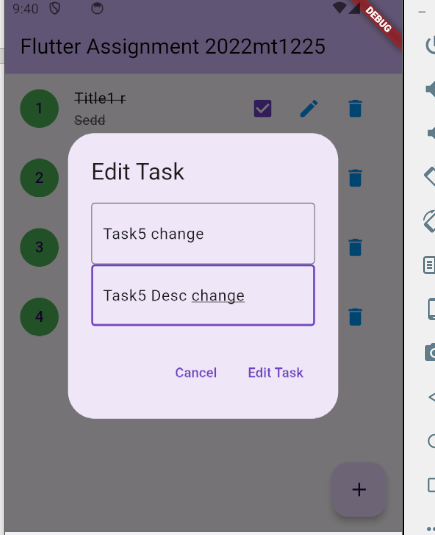 9:40
DEBUG
Flutter Assignment 2022mt1225
1
Title1 r
Sedd
2
Edit Task
Task5 change
3
Task5 Desc change
4
Cancel
Edit Task
+